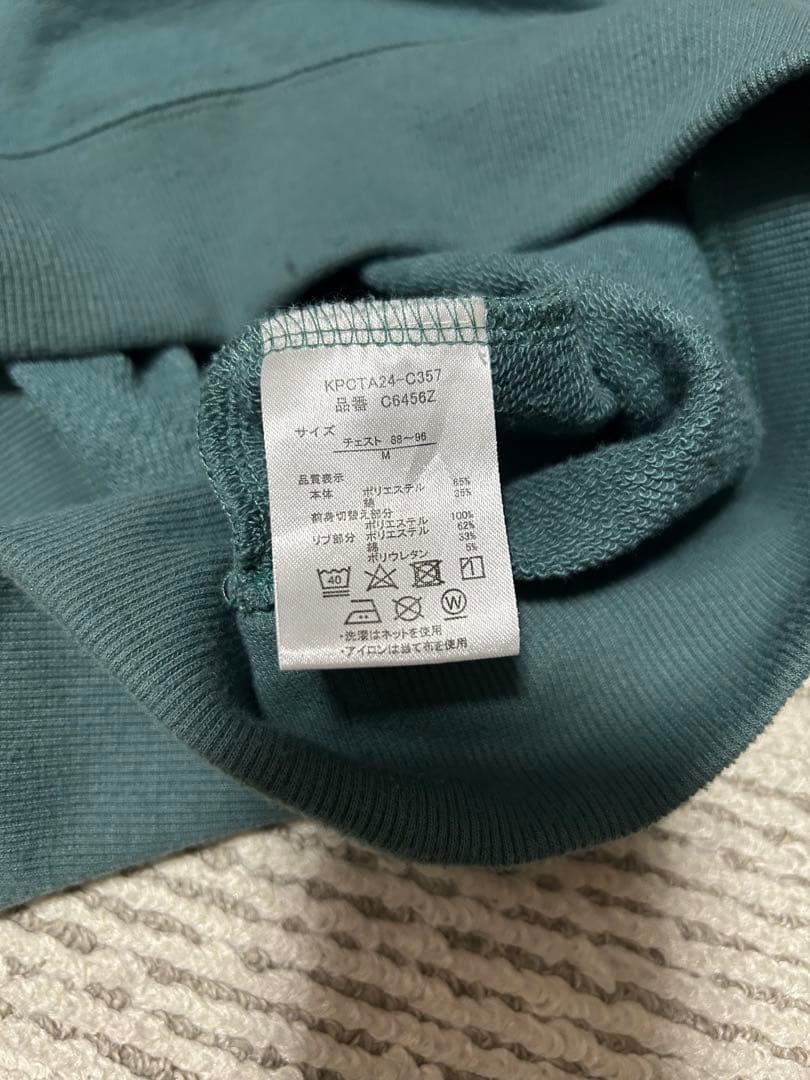 KPCTA24-C357
品番 C6456Z
サイズ チェスト 88～96
M
品質表示
本体 ポリエステル 65%
綿 35%
前身切替え部分
ポリエステル 100%
リブ部分 ポリエステル 62%
綿 33%
ポリウレタン 5%
40
W
・洗濯はネットを使用
・アイロンは当て布を使用